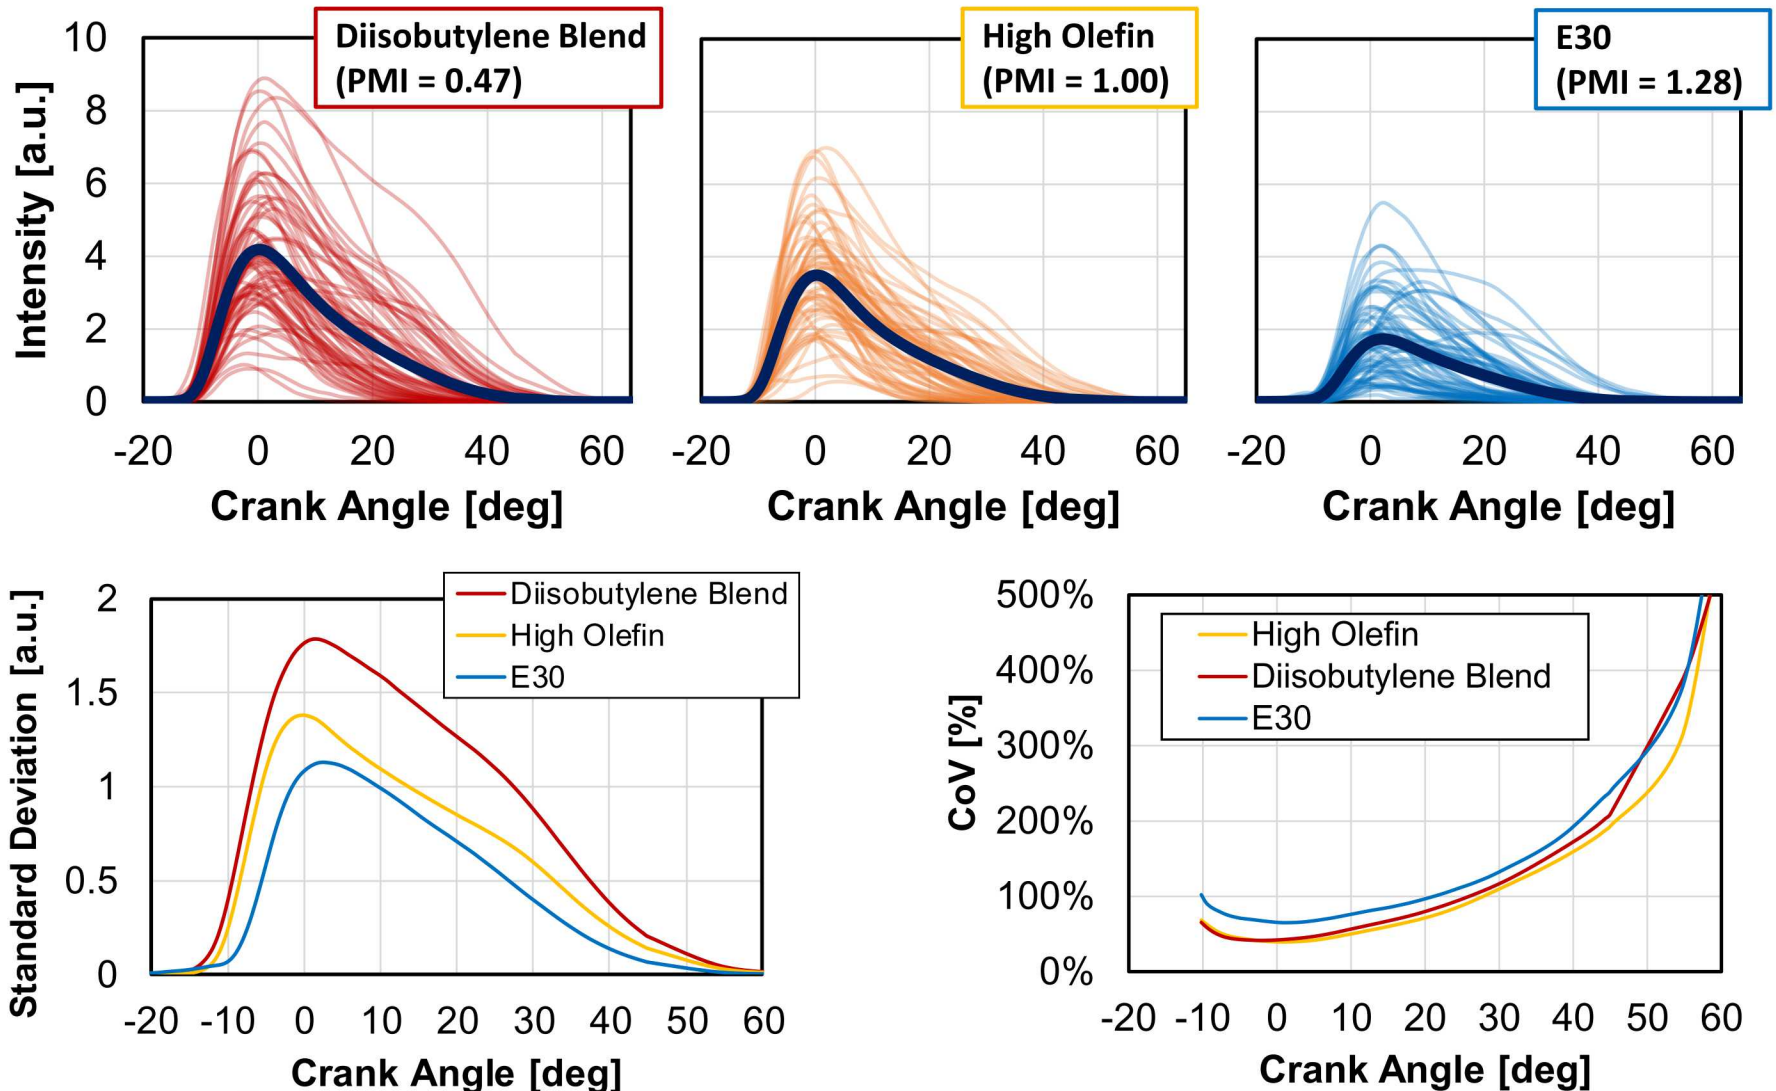 Diisobutylene Blend
(PMI = 0.47)
High Olefin
(PMI = 1.00)
E30
(PMI = 1.28)
Intensity [a.u.]
10
8
6
4
2
0
-20 0 20 40 60
-20 0 20 40 60
-20 0 20 40 60
Crank Angle [deg]
Crank Angle [deg]
Crank Angle [deg]
Standard Deviation [a.u.]
2
1.5
1
0.5
0
Diisobutylene Blend
High Olefin
E30
-20 -10 0 10 20 30 40 50 60
Crank Angle [deg]
CoV [%]
500%
400%
300%
200%
100%
0%
High Olefin
Diisobutylene Blend
E30
-20 -10 0 10 20 30 40 50 60
Crank Angle [deg]